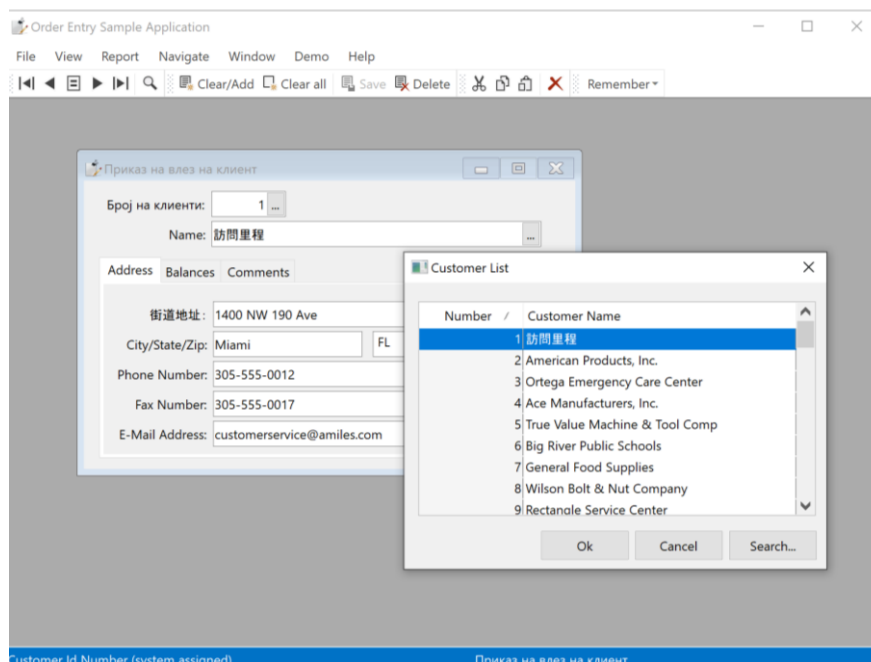 Order Entry Sample Application
File View Report Navigate Window Demo Help
Clear/Add Clear all Save Delete Remember
Приказ на влез на клиент
Број на клиенти: 1 ...
Name: 訪問里程 ...
Address Balances Comments
街道地址: 1400 NW 190 Ave
City/State/Zip: Miami FL
Phone Number: 305-555-0012
Fax Number: 305-555-0017
E-Mail Address: customerservice@amiles.com
Customer List
Number / Customer Name
1 訪問里程
2 American Products, Inc.
3 Ortega Emergency Care Center
4 Ace Manufacturers, Inc.
5 True Value Machine & Tool Comp
6 Big River Public Schools
7 General Food Supplies
8 Wilson Bolt & Nut Company
9 Rectangle Service Center
Ok Cancel Search...
Customer Id Number (system assigned) Приказ на влез на клиент